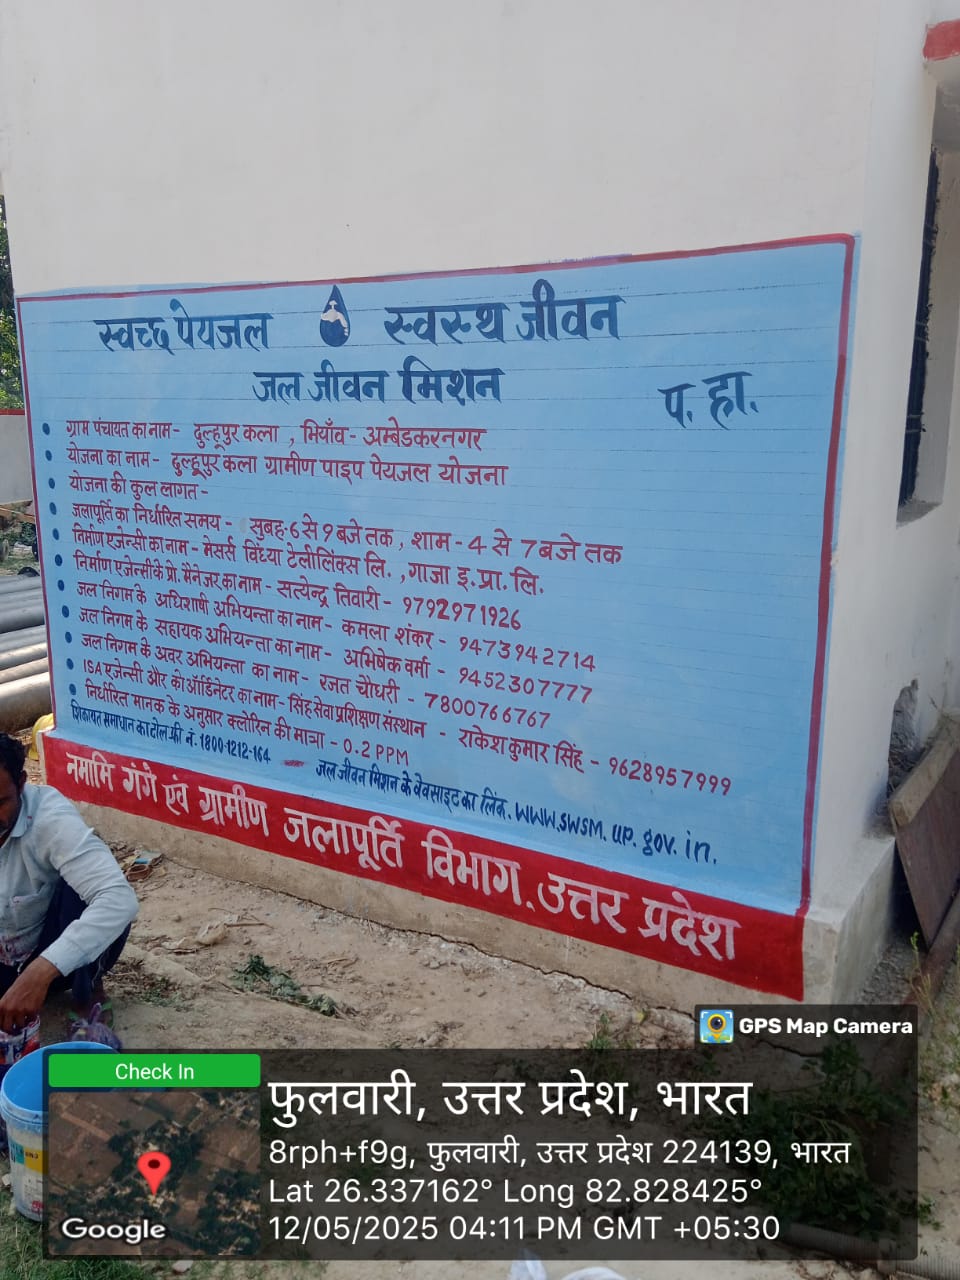 स्वच्छ पेयजल स्वस्थ जीवन
जल जीवन मिशन
प. हा.
ग्राम पंचायत का नाम - दुल्हूपुर कला , भियाँव - अम्बेडकरनगर
योजना का नाम - दुल्हूपुर कला ग्रामीण पाइप पेयजल योजना
योजना की कुल लागत -
जलापूर्ति का निर्धारित समय - सुबह - 6 से 9 बजे तक , शाम - 4 से 7 बजे तक
निर्माण एजेन्सी का नाम - मेसर्स विंध्या टेलीलिंक्स लि. , गाजा इ. प्रा. लि.
निर्माण एजेन्सी के प्रो. मैनेजर का नाम - सत्येन्द्र तिवारी - 9792971926
जल निगम के अधिशाषी अभियन्ता का नाम - कमला शंकर - 9473942714
जल निगम के सहायक अभियन्ता का नाम - अभिषेक वर्मा - 9452307777
जल निगम के अवर अभियन्ता का नाम - रजत चौधरी - 7800766767
ISA एजेन्सी और कोऑर्डिनेटर का नाम - सिंह सेवा प्रशिक्षण संस्थान - राकेश कुमार सिंह - 9628957999
निर्धारित मानक के अनुसार क्लोरिन की मात्रा - 0.2 PPM
शिकायत समाधान का टोल-फ्री नं. 1800-1212-164 - जल जीवन मिशन के वेवसाइट का लिंक. www.swsm.up.gov.in.
नमामि गंगे एंव ग्रामीण जलापूर्ति विभाग. उत्तर प्रदेश
GPS Map Camera
Check In
फुलवारी, उत्तर प्रदेश, भारत
8rph+f9g, फुलवारी, उत्तर प्रदेश 224139, भारत
Lat 26.337162° Long 82.828425°
12/05/2025 04:11 PM GMT +05:30
Google